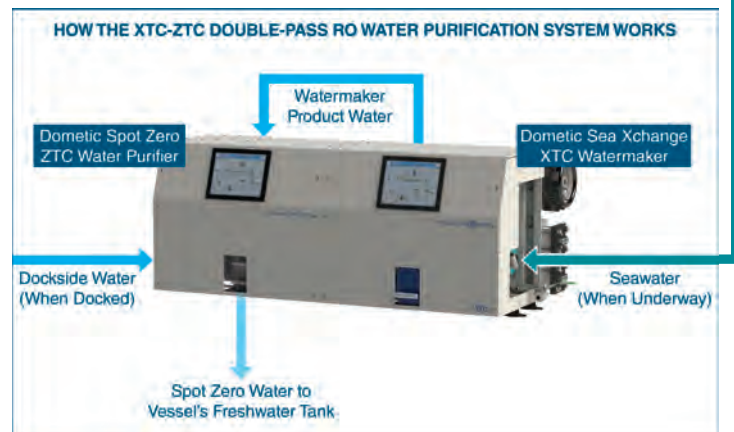 HOW THE XTC-ZTC DOUBLE-PASS RO WATER PURIFICATION SYSTEM WORKS
Watermaker
Product Water
Dometic Spot Zero
ZTC Water Purifier
Dometic Sea Xchange
XTC Watermaker
Dockside Water
(When Docked)
Seawater
(When Underway)
Spot Zero Water to
Vessel's Freshwater Tank